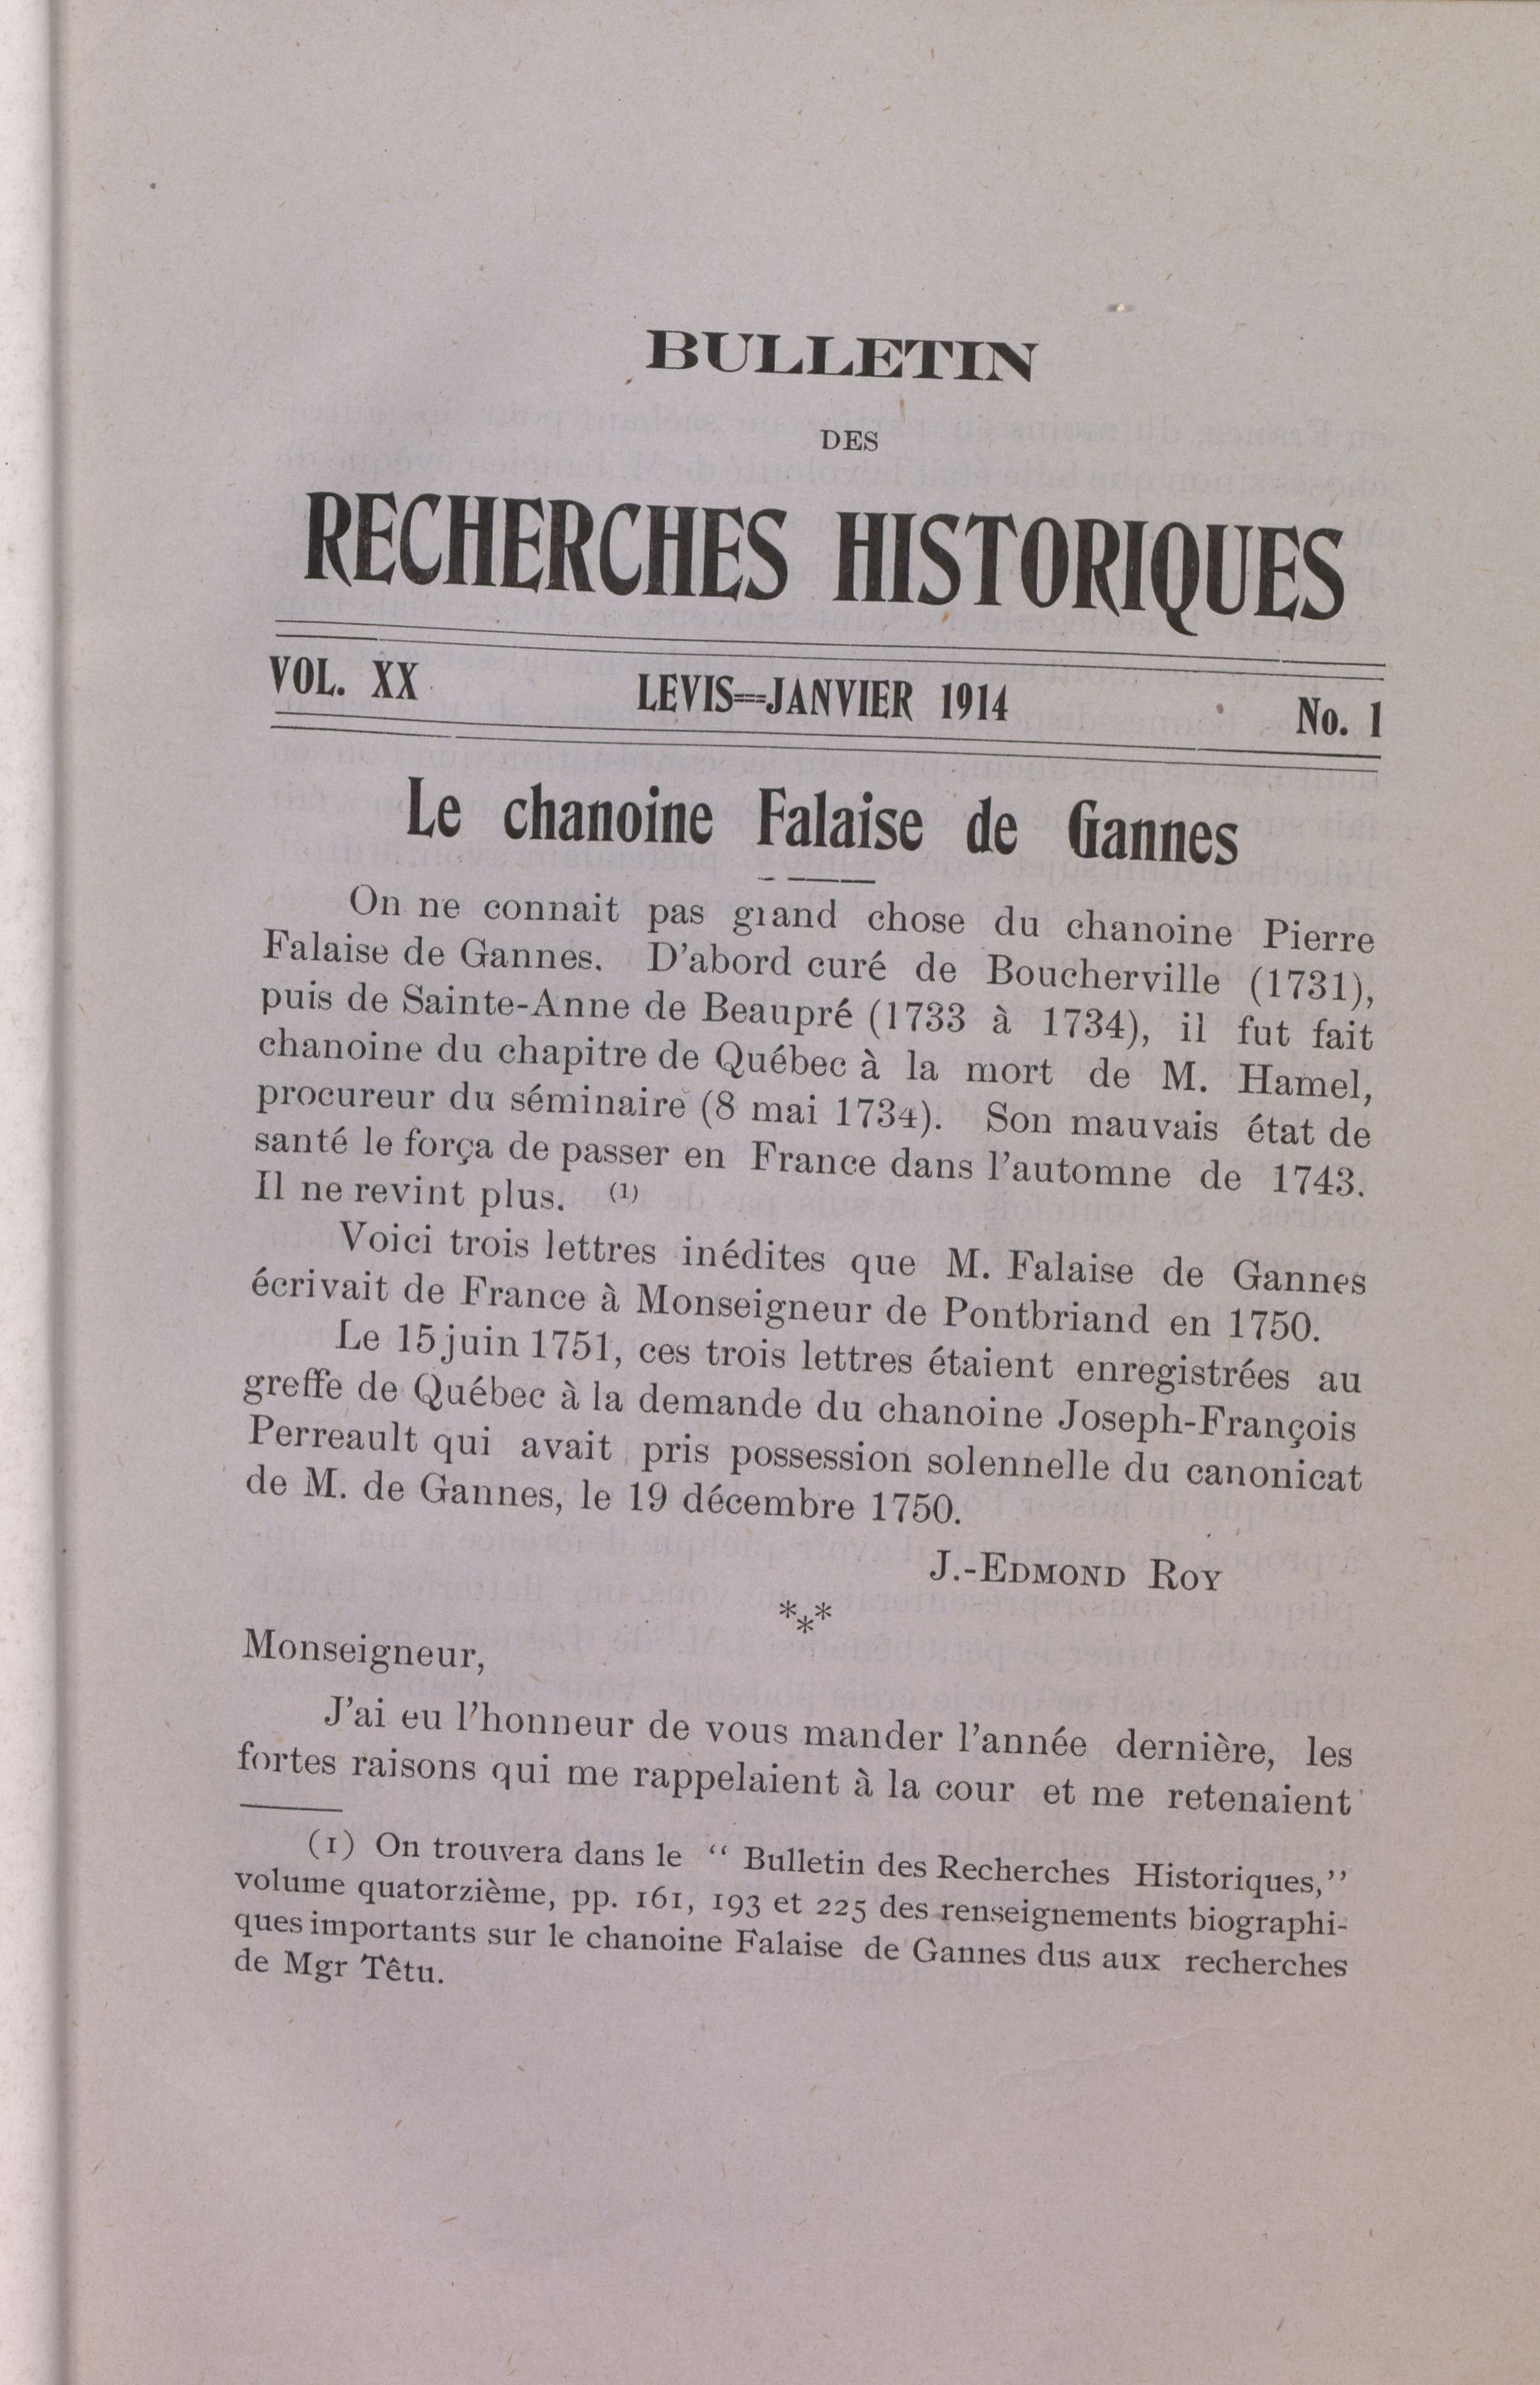 BULLETIN
DES
RECHERCHES HISTORIQUES
VOL. XX LEVIS=JANVIER 1914 No. 1
Le chanoine Falaise de Gannes
On ne connait pas grand chose du chanoine Pierre
Falaise de Gannes. D'abord curé de Boucherville (1731),
puis de Sainte-Anne de Beaupré (1733 à 1734), il fut fait
chanoine du chapitre de Québec à la mort de M. Hamel,
procureur du séminaire (8 mai 1734). Son mauvais état de
santé le força de passer en France dans l'automne de 1743.
Il ne revint plus. (1)
Voici trois lettres inédites que M. Falaise de Gannes
écrivait de France à Monseigneur de Pontbriand en 1750.
Le 15 juin 1751, ces trois lettres étaient enregistrées au
greffe de Québec à la demande du chanoine Joseph-François
Perreault qui avait pris possession solennelle du canonicat
de M. de Gannes, le 19 décembre 1750.
J.-EDMOND ROY
***
Monseigneur,
J'ai eu l'honneur de vous mander l'année dernière, les
fortes raisons qui me rappelaient à la cour et me retenaient
(1) On trouvera dans le “ Bulletin des Recherches Historiques,”
volume quatorzième, pp. 161, 193 et 225 des renseignements biographi-
ques importants sur le chanoine Falaise de Gannes dus aux recherches
de Mgr Têtu.